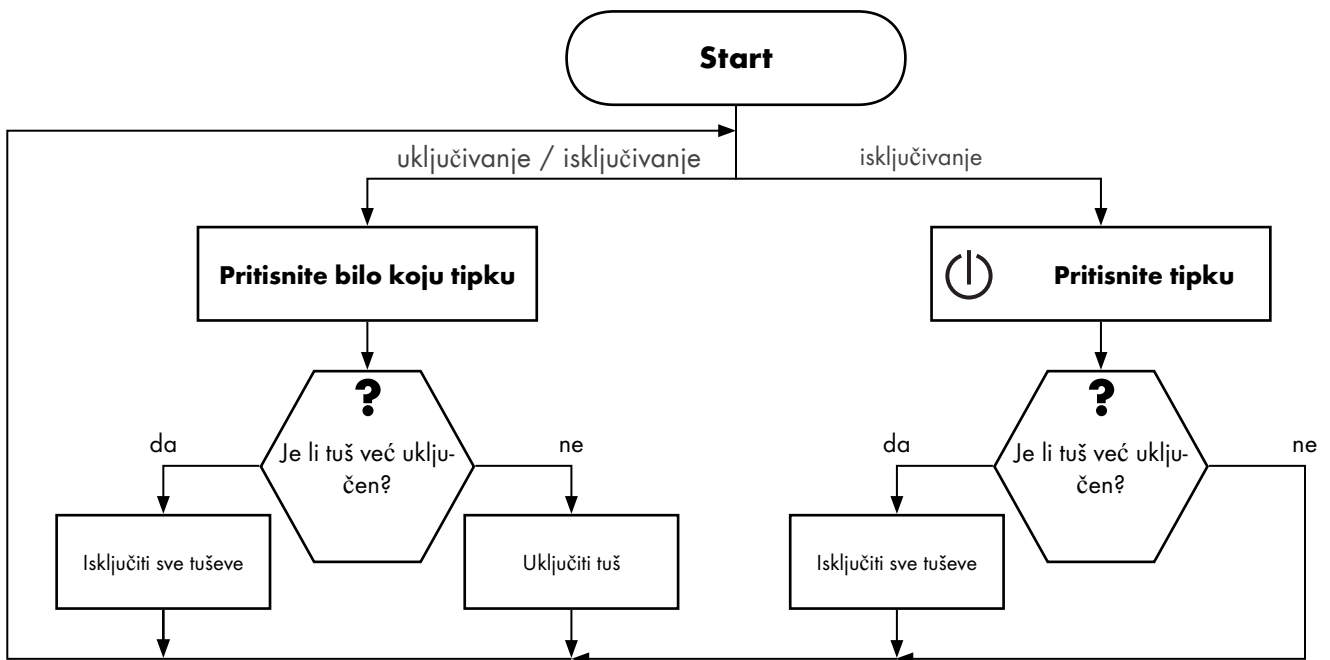 Start
uključivanje / isključivanje
isključivanje
Pritisnite bilo koju tipku
Pritisnite tipku
?
Je li tuš već uklju-
čen?
da
ne
?
Je li tuš već uklju-
čen?
da
ne
Isključiti sve tuševe
Uključiti tuš
Isključiti sve tuševe